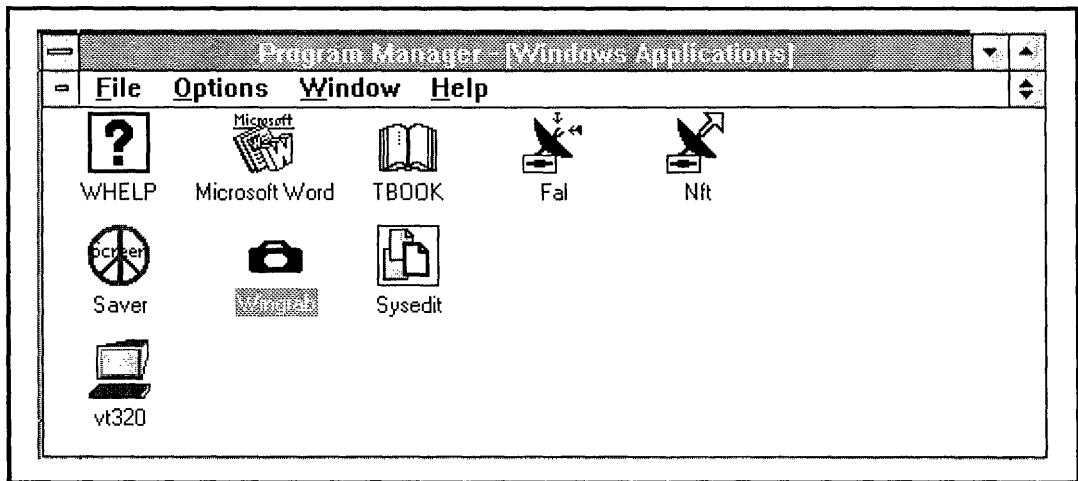 Program Manager - [Windows Applications]
File Options Window Help
?
Microsoft
W
WHELP Microsoft Word TBOOK Fal Nft
Screen
Saver Wingrab Sysedit
vt320